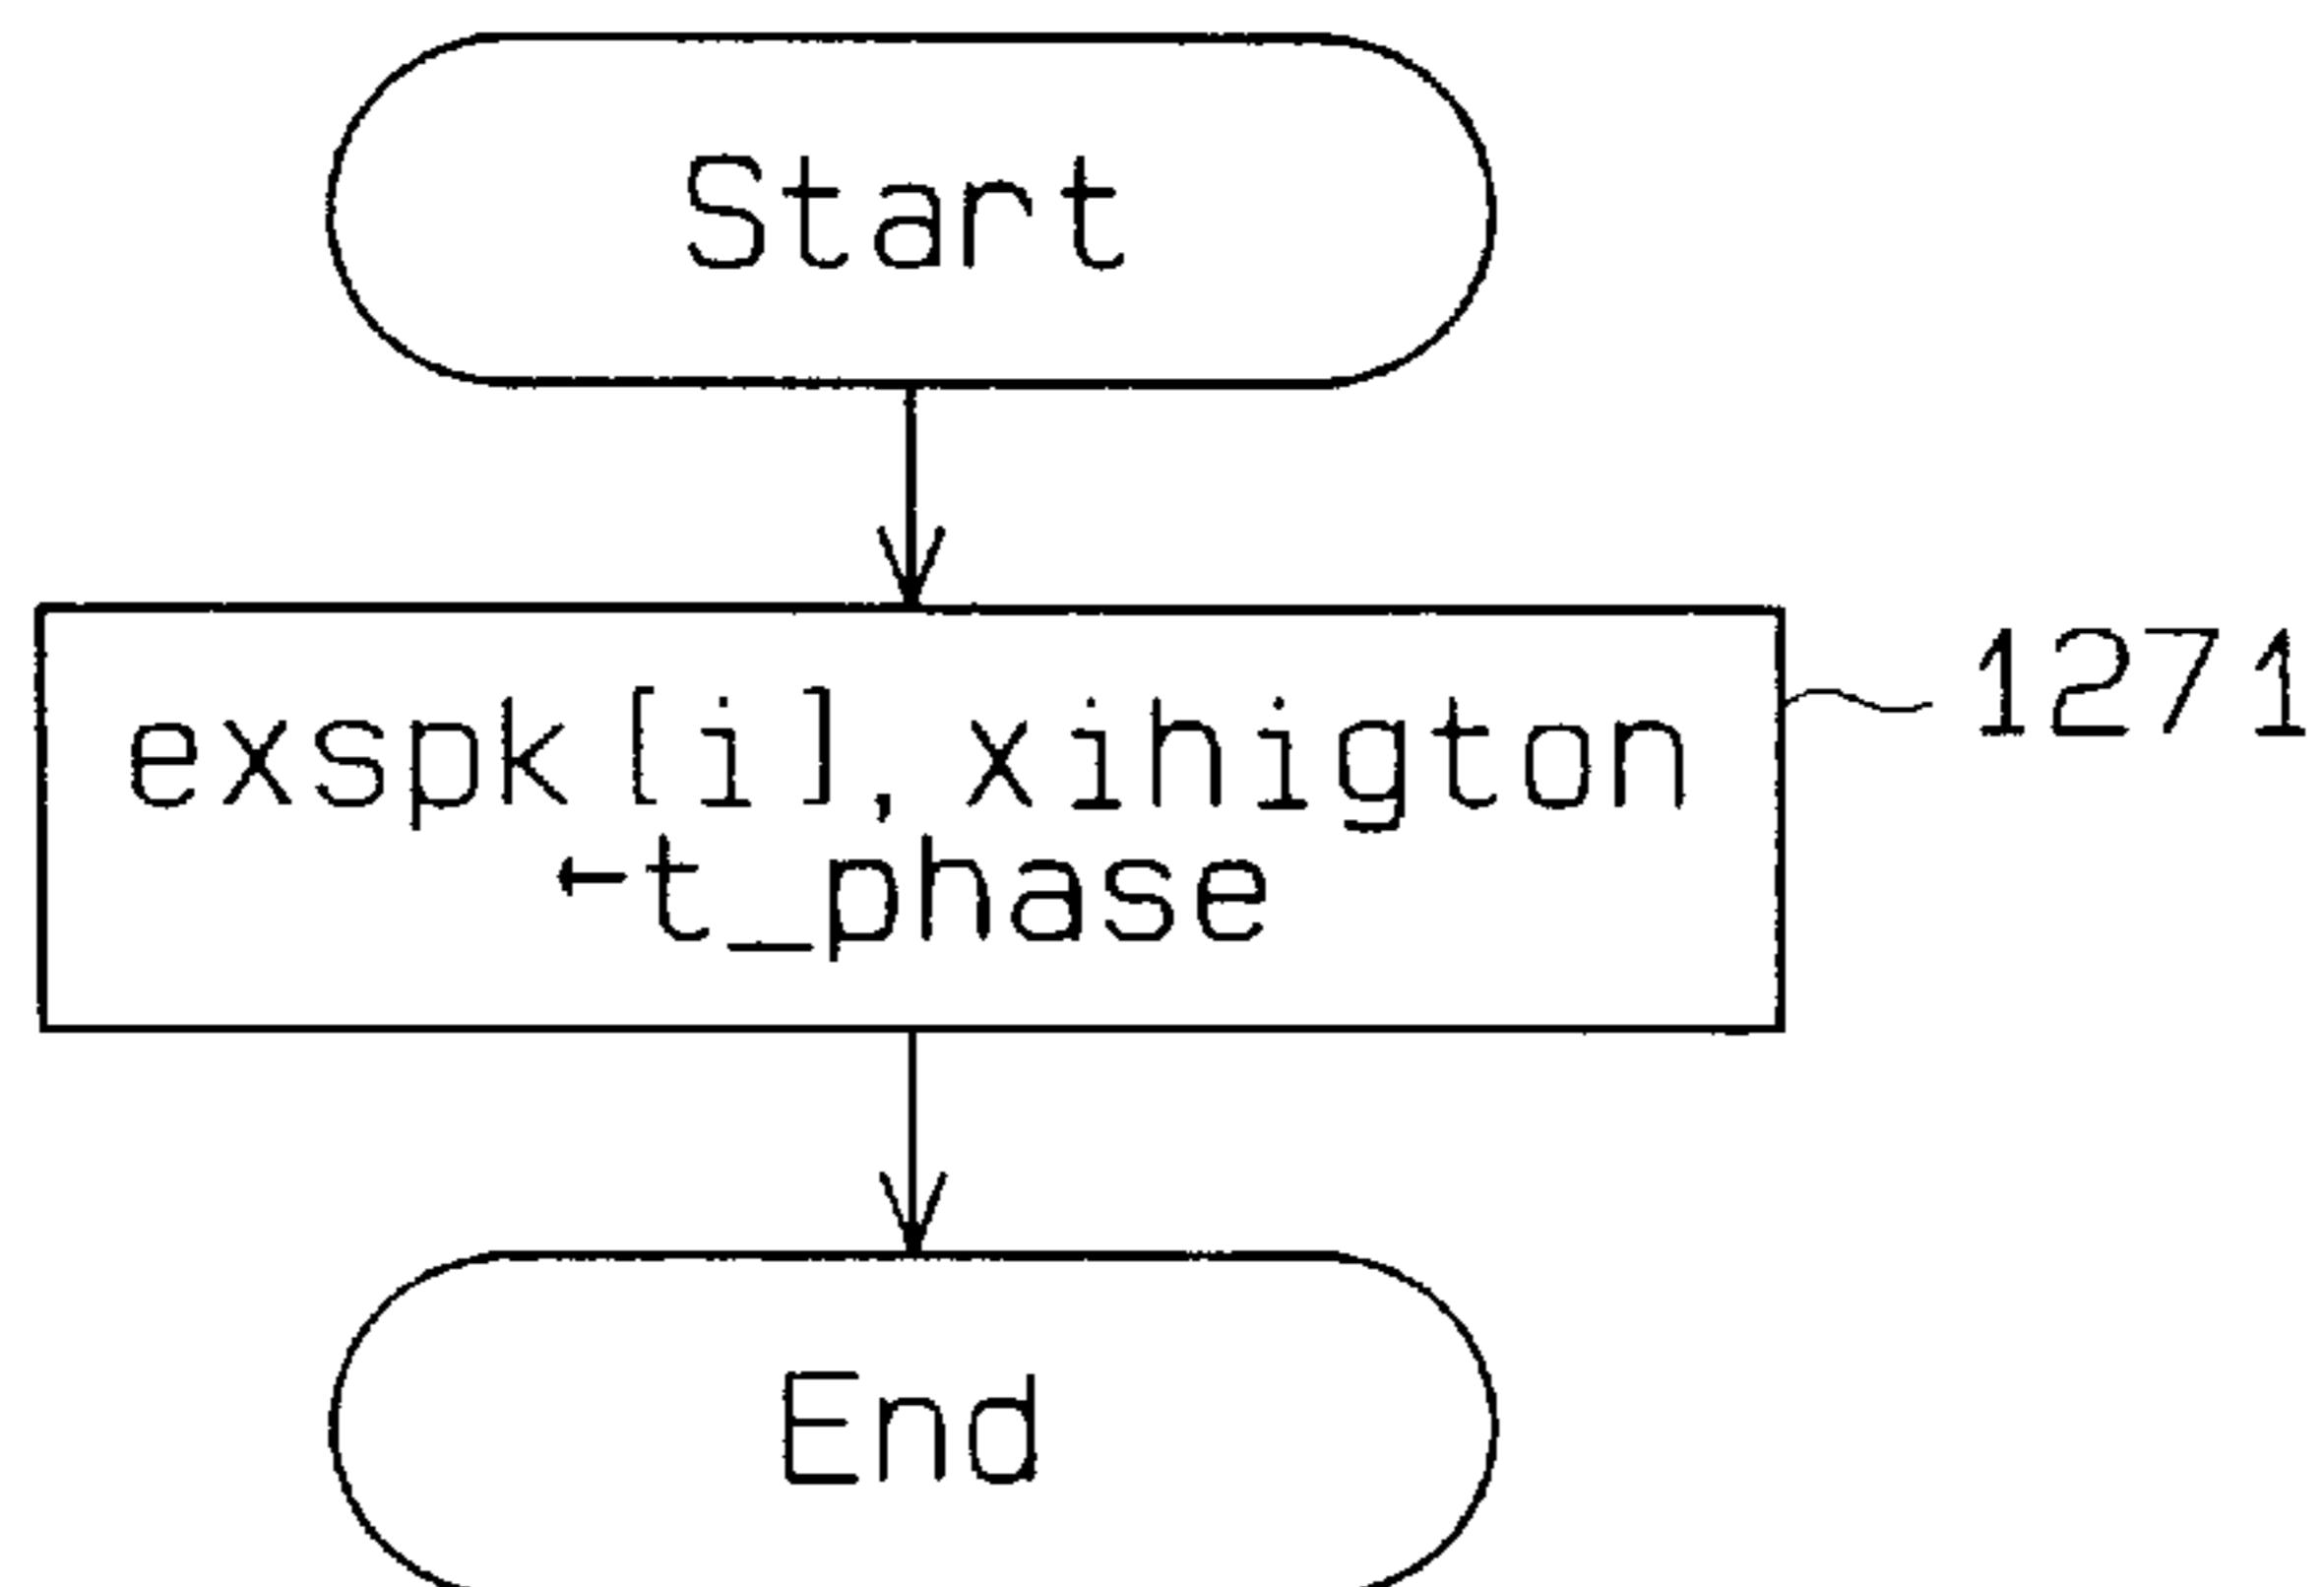 Start
exspk[i], xihigton
←t_phase
1271
End